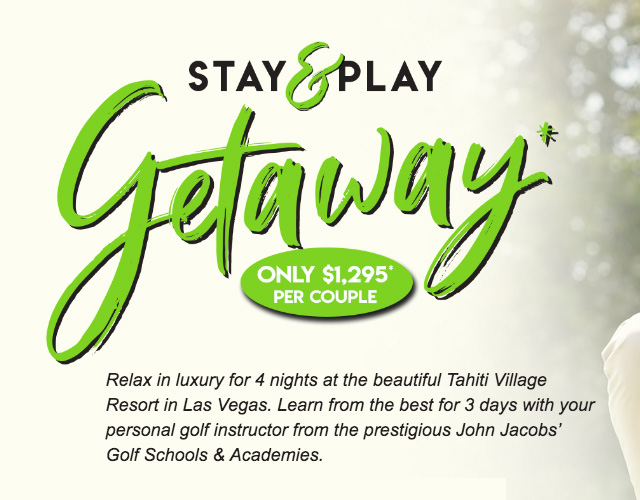 STAY & PLAY
Getaway*
ONLY $1,295*
PER COUPLE
Relax in luxury for 4 nights at the beautiful Tahiti Village
Resort in Las Vegas. Learn from the best for 3 days with your
personal golf instructor from the prestigious John Jacobs’
Golf Schools & Academies.